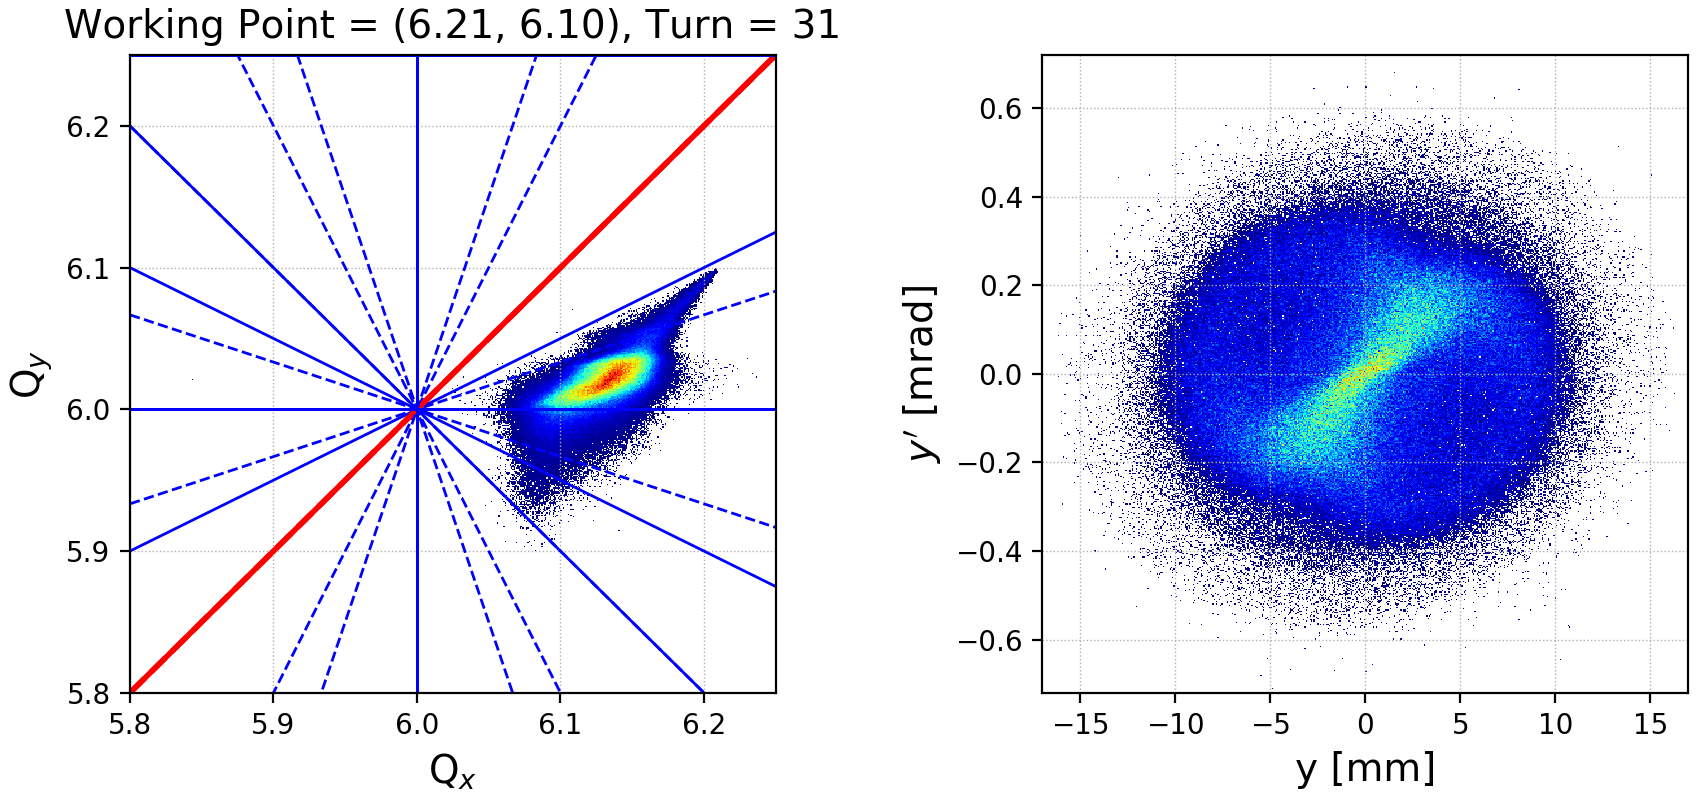 Working Point = (6.21, 6.10), Turn = 31
6.2
6.1
6.0
5.9
5.8
Q_y
5.8 5.9 6.0 6.1 6.2
Q_x
0.6
0.4
0.2
0.0
−0.2
−0.4
−0.6
y′ [mrad]
−15 −10 −5 0 5 10 15
y [mm]